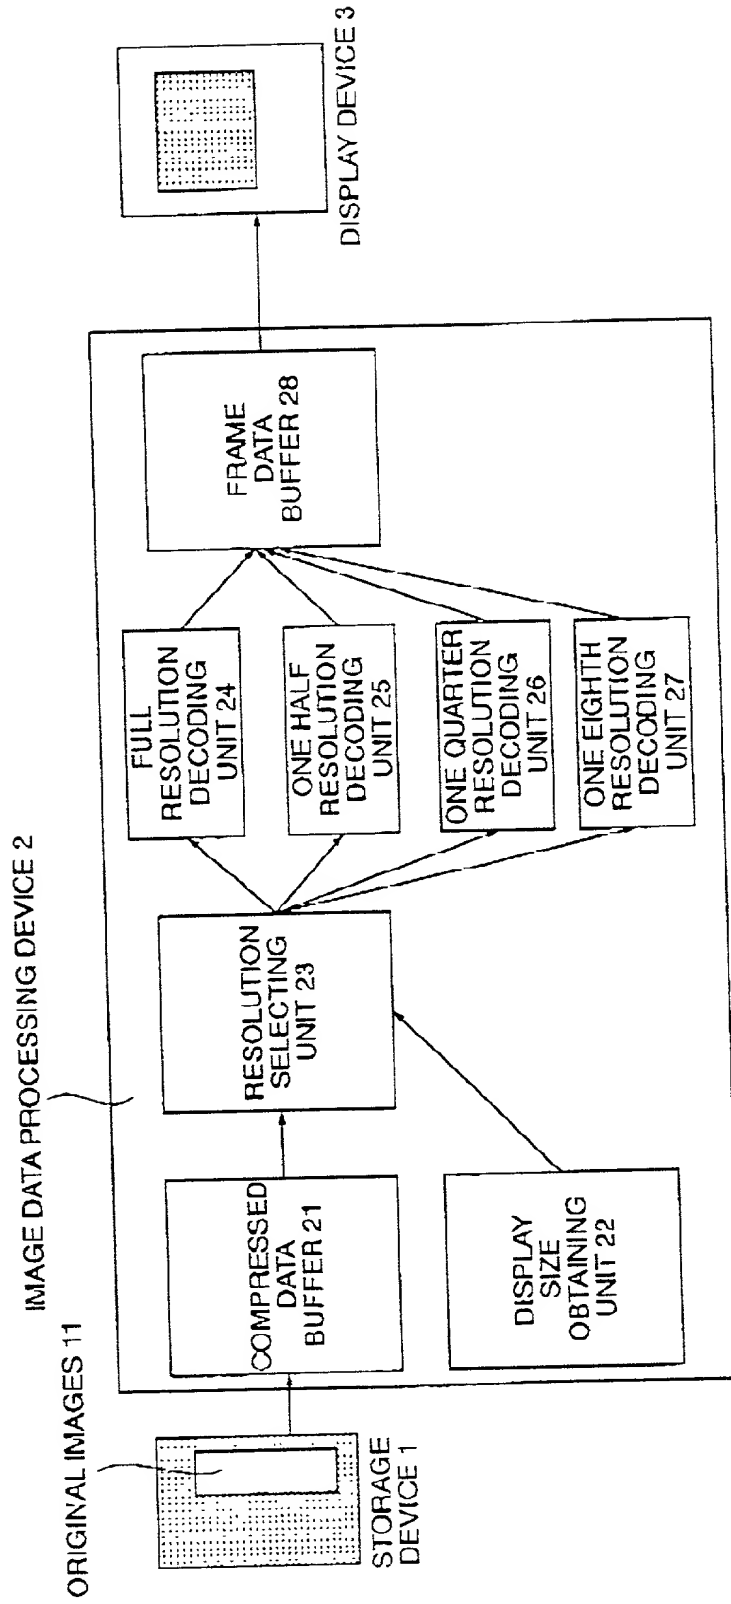 IMAGE DATA PROCESSING DEVICE 2
ORIGINAL IMAGES 11
STORAGE
DEVICE 1
COMPRESSED
DATA
BUFFER 21
DISPLAY
SIZE
OBTAINING
UNIT 22
RESOLUTION
SELECTING
UNIT 23
FULL
RESOLUTION
DECODING
UNIT 24
ONE HALF
RESOLUTION
DECODING
UNIT 25
ONE QUARTER
RESOLUTION
DECODING
UNIT 26
ONE EIGHTH
RESOLUTION
DECODING
UNIT 27
FRAME
DATA
BUFFER 28
DISPLAY DEVICE 3